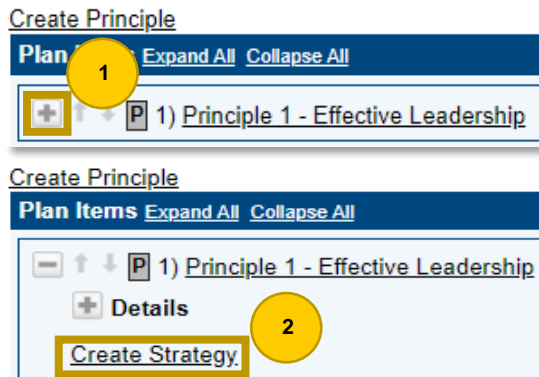 Create Principle
Plan Expand All Collapse All
1
P 1) Principle 1 - Effective Leadership
Create Principle
Plan Items Expand All Collapse All
P 1) Principle 1 - Effective Leadership
Details
2
Create Strategy